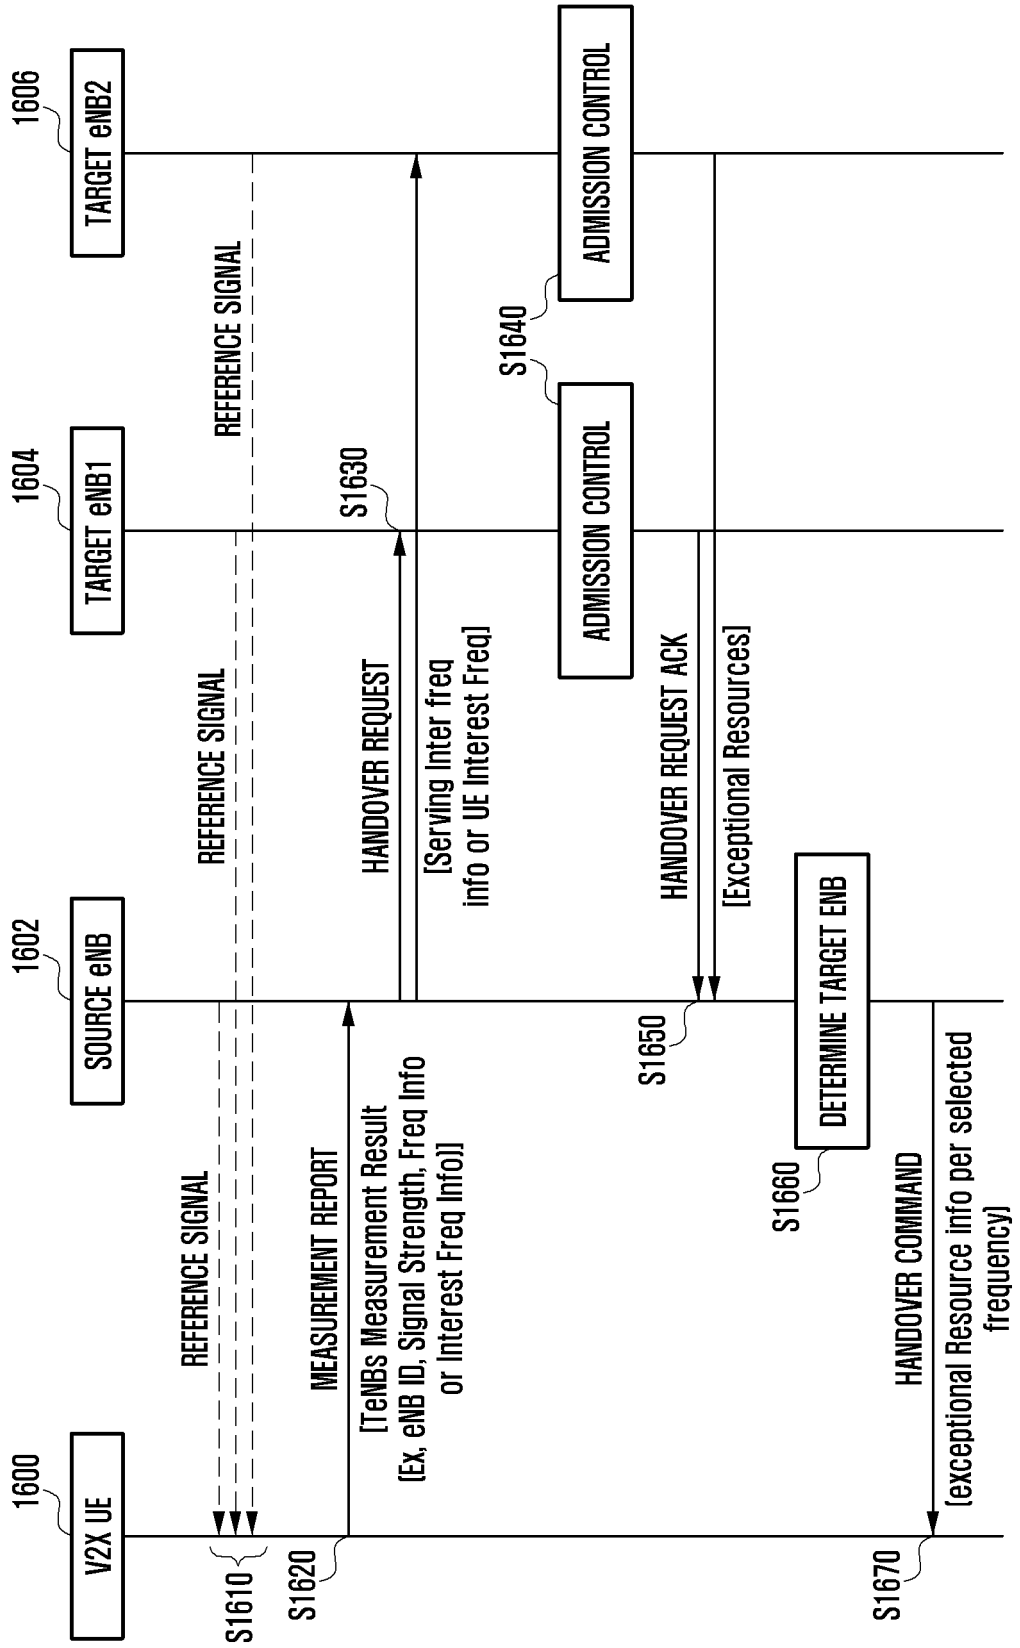 1600
V2X UE
1602
SOURCE eNB
1604
TARGET eNB1
1606
TARGET eNB2
REFERENCE SIGNAL
REFERENCE SIGNAL
REFERENCE SIGNAL
S1610
S1620
MEASUREMENT REPORT
[TeNBs Measurement Result
(Ex, eNB ID, Signal Strength, Freq Info
or Interest Freq Info)]
HANDOVER REQUEST
S1630
[Serving Inter freq
info or UE Interest Freq]
S1640
ADMISSION CONTROL
ADMISSION CONTROL
S1650
HANDOVER REQUEST ACK
[Exceptional Resources]
S1660
DETERMINE TARGET ENB
S1670
HANDOVER COMMAND
[exceptional Resource info per selected
frequency]